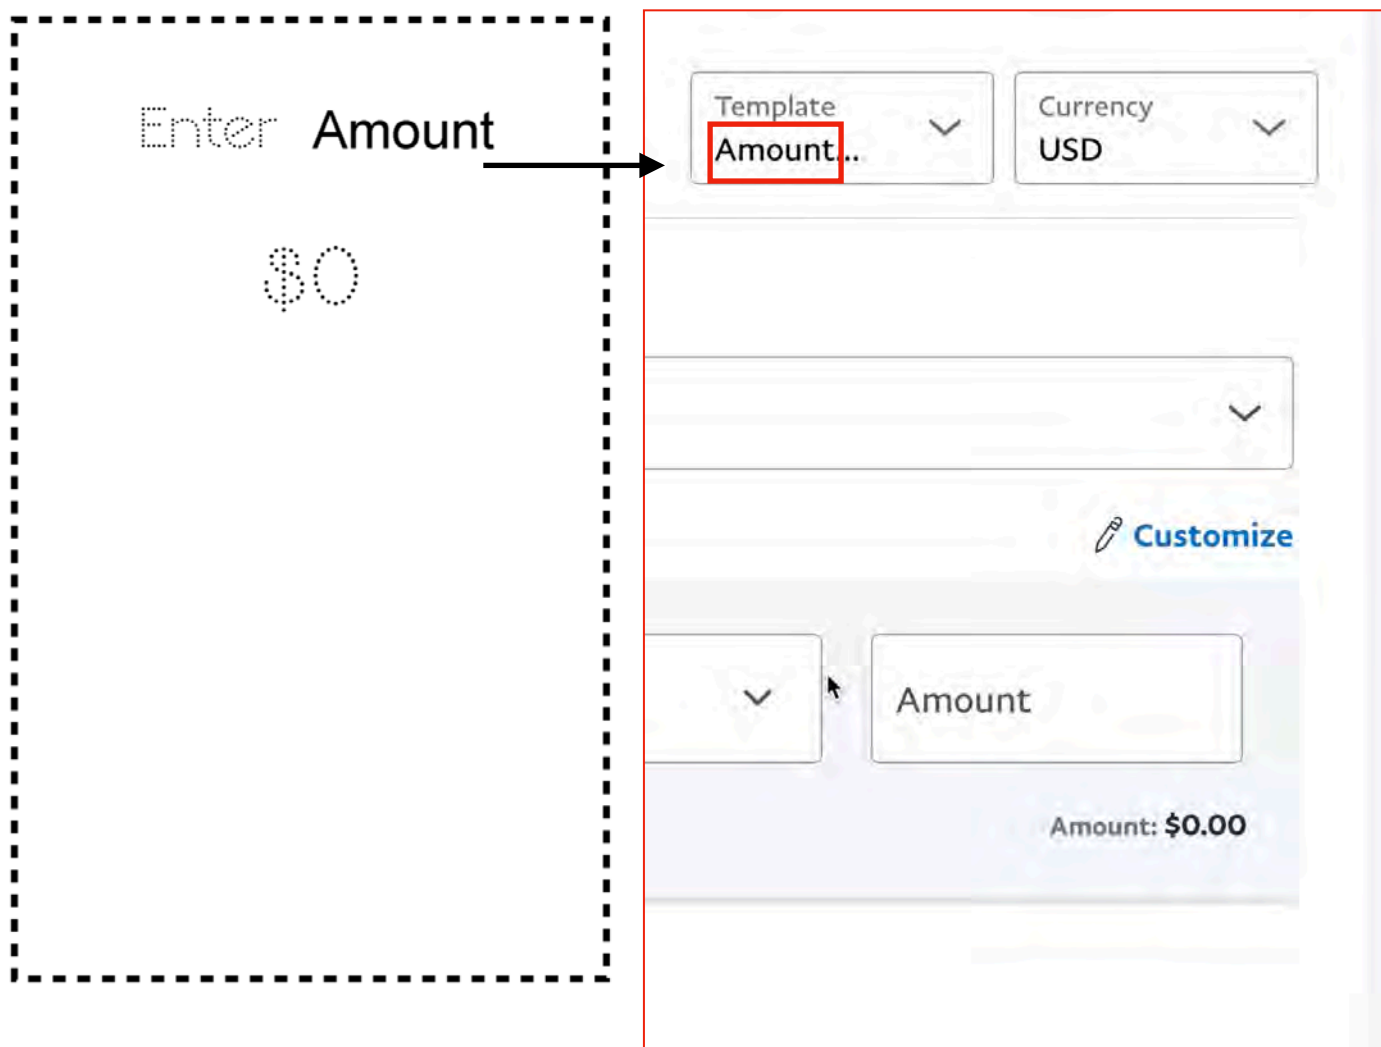 Enter Amount
$0
Template
Amount...
Currency
USD
Customize
Amount
Amount: $0.00